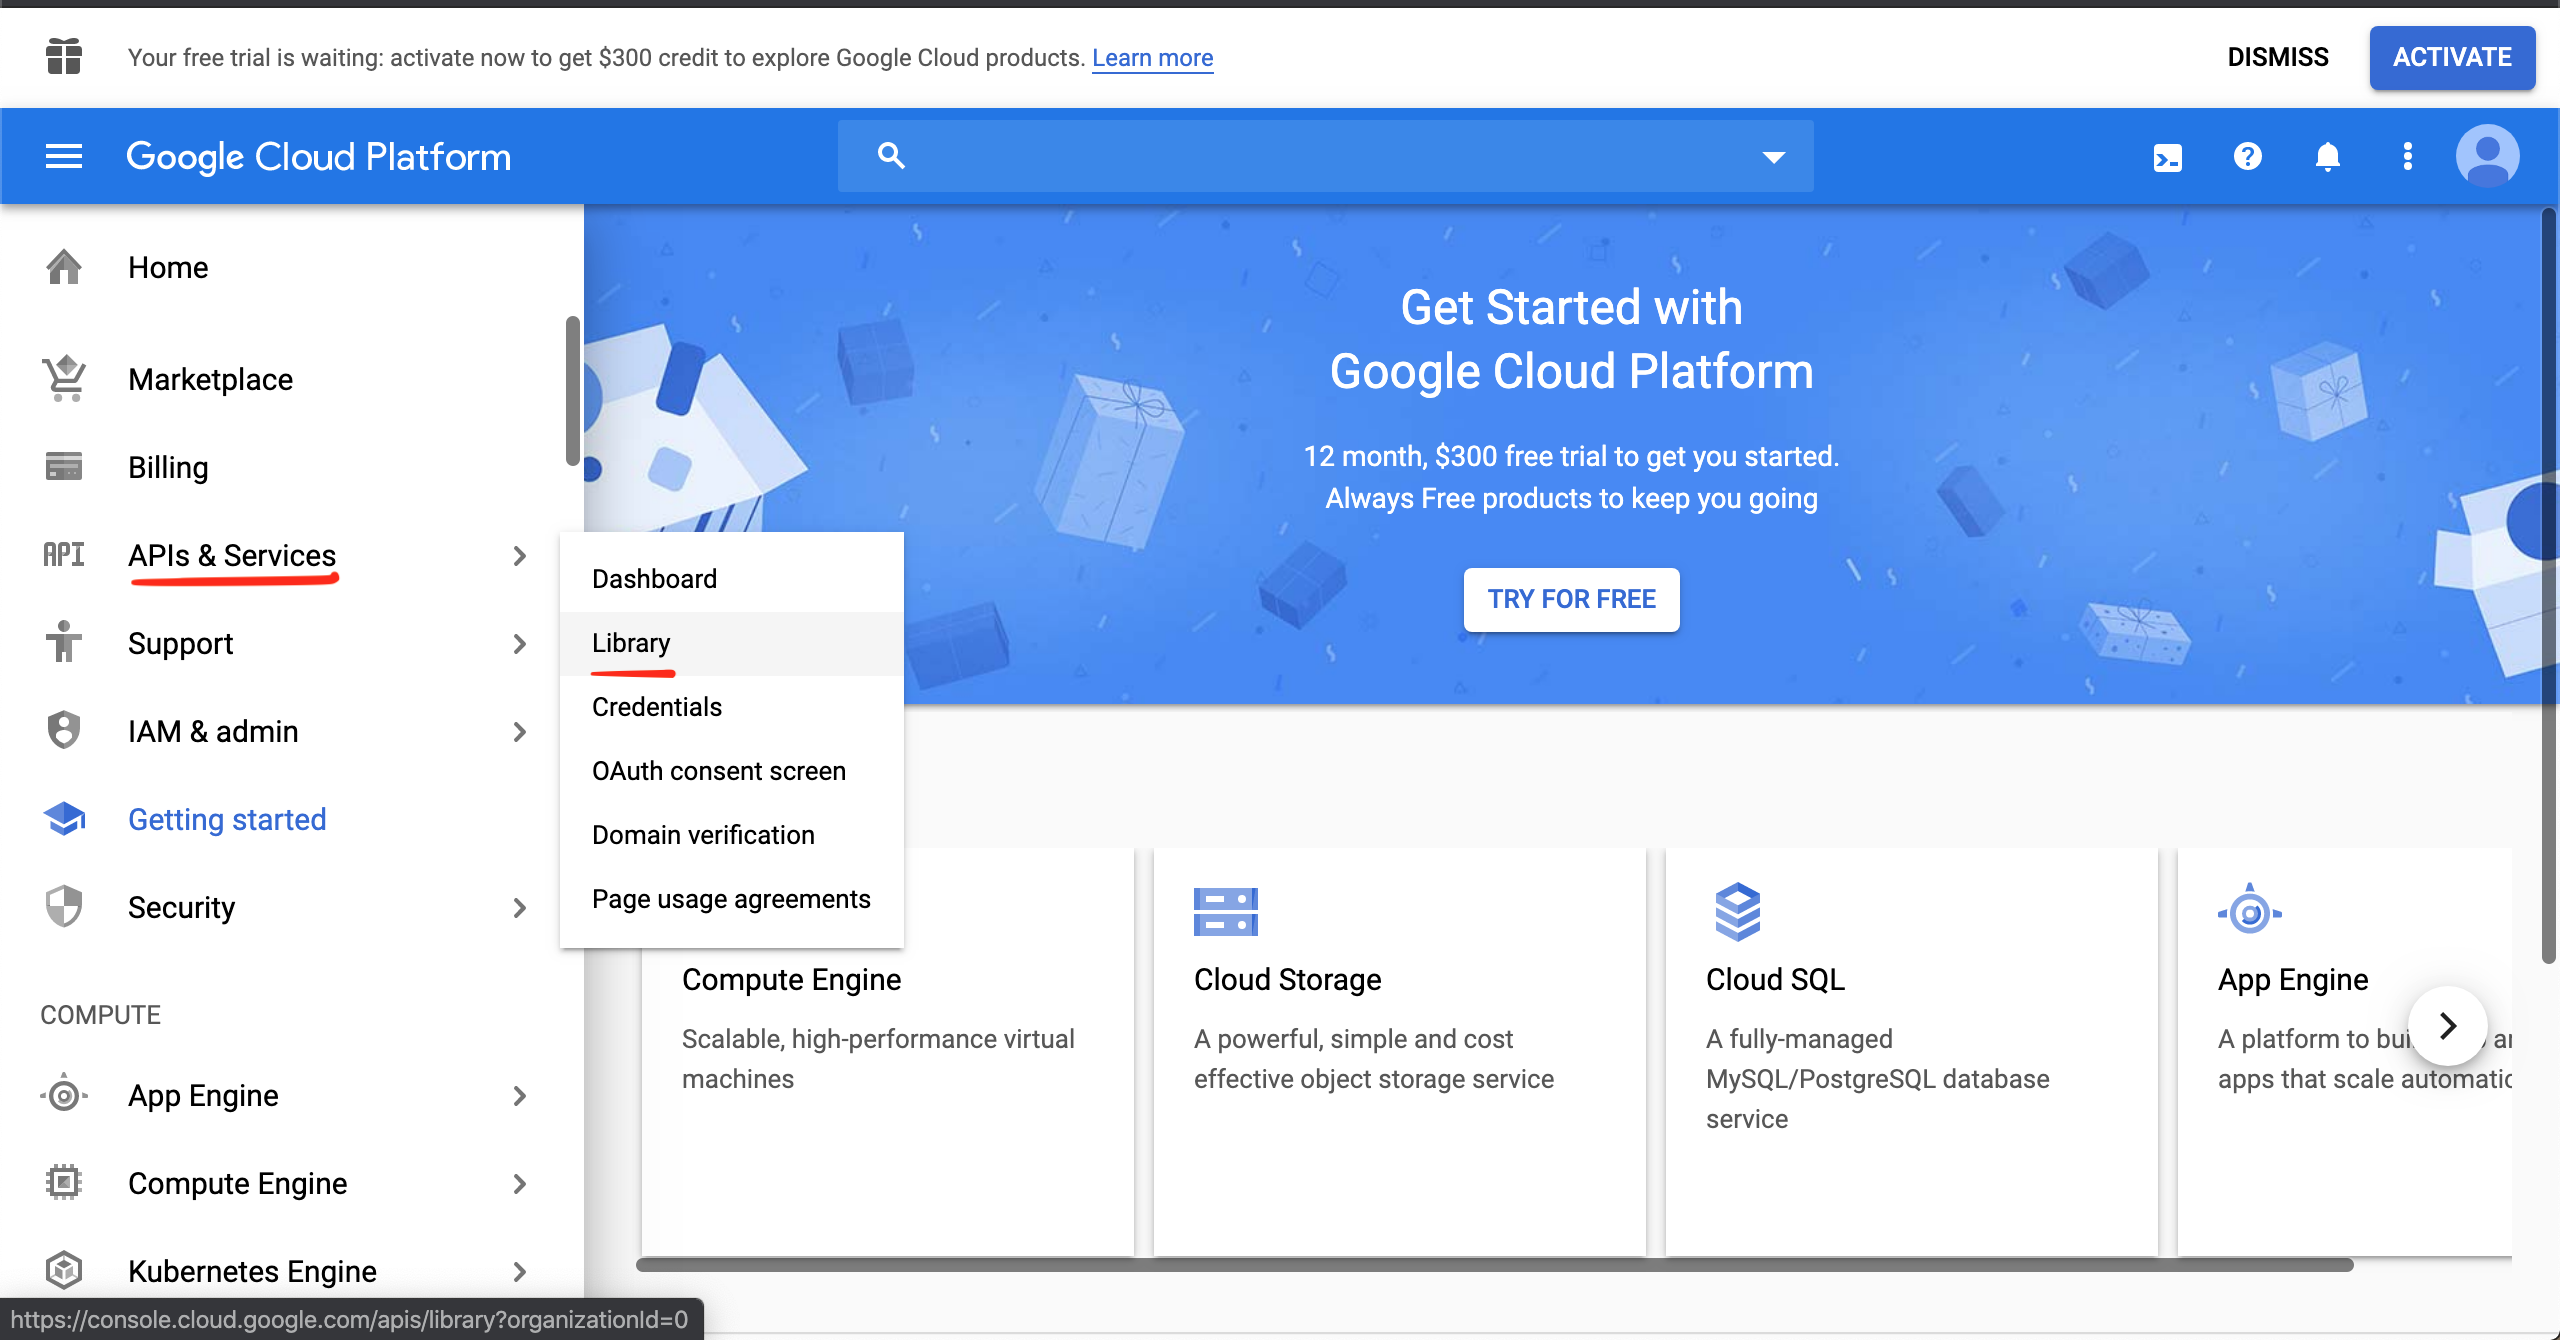 Your free trial is waiting: activate now to get $300 credit to explore Google Cloud products. Learn more
DISMISS
ACTIVATE
Google Cloud Platform
Home
Marketplace
Billing
API
APIs & Services
Support
IAM & admin
Getting started
Security
COMPUTE
App Engine
Compute Engine
Kubernetes Engine
Dashboard
Library
Credentials
OAuth consent screen
Domain verification
Page usage agreements
Get Started with
Google Cloud Platform
12 month, $300 free trial to get you started.
Always Free products to keep you going
TRY FOR FREE
Compute Engine
Scalable, high-performance virtual
machines
Cloud Storage
A powerful, simple and cost
effective object storage service
Cloud SQL
A fully-managed
MySQL/PostgreSQL database
service
App Engine
A platform to
apps that scale
https://console.cloud.google.com/apis/library?organizationId=0